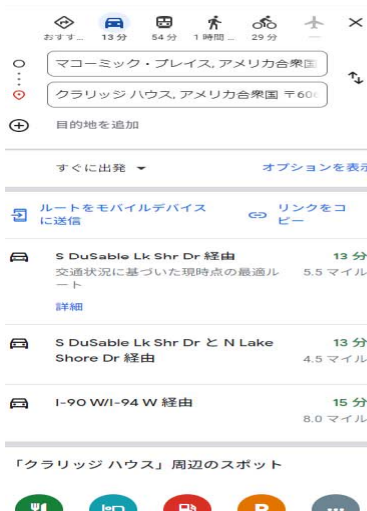 おすす… 13 分 54 分 1 時間 … 29 分 —
マコーミック・プレイス, アメリカ合衆国
クラリッジ ハウス, アメリカ合衆国 〒606
目的地を追加
すぐに出発 オプションを表示
ルートをモバイルデバイス
に送信
リンクをコ
ピー
S DuSable Lk Shr Dr 経由 13 分
交通状況に基づいた現時点の最適ル 5.5 マイル
ート
詳細
S DuSable Lk Shr Dr と N Lake 13 分
Shore Dr 経由 4.5 マイル
I-90 W/I-94 W 経由 15 分
8.0 マイル
「クラリッジ ハウス」周辺のスポット
P